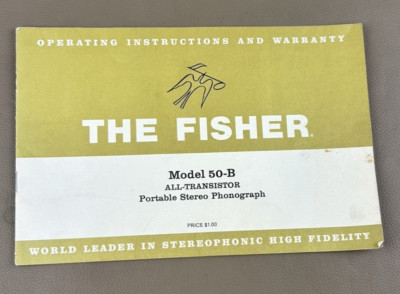 OPERATING INSTRUCTIONS AND WARRANTY
THE FISHER®
Model 50-B
ALL-TRANSISTOR
Portable Stereo Phonograph
PRICE $1.00
WORLD LEADER IN STEREOPHONIC HIGH FIDELITY